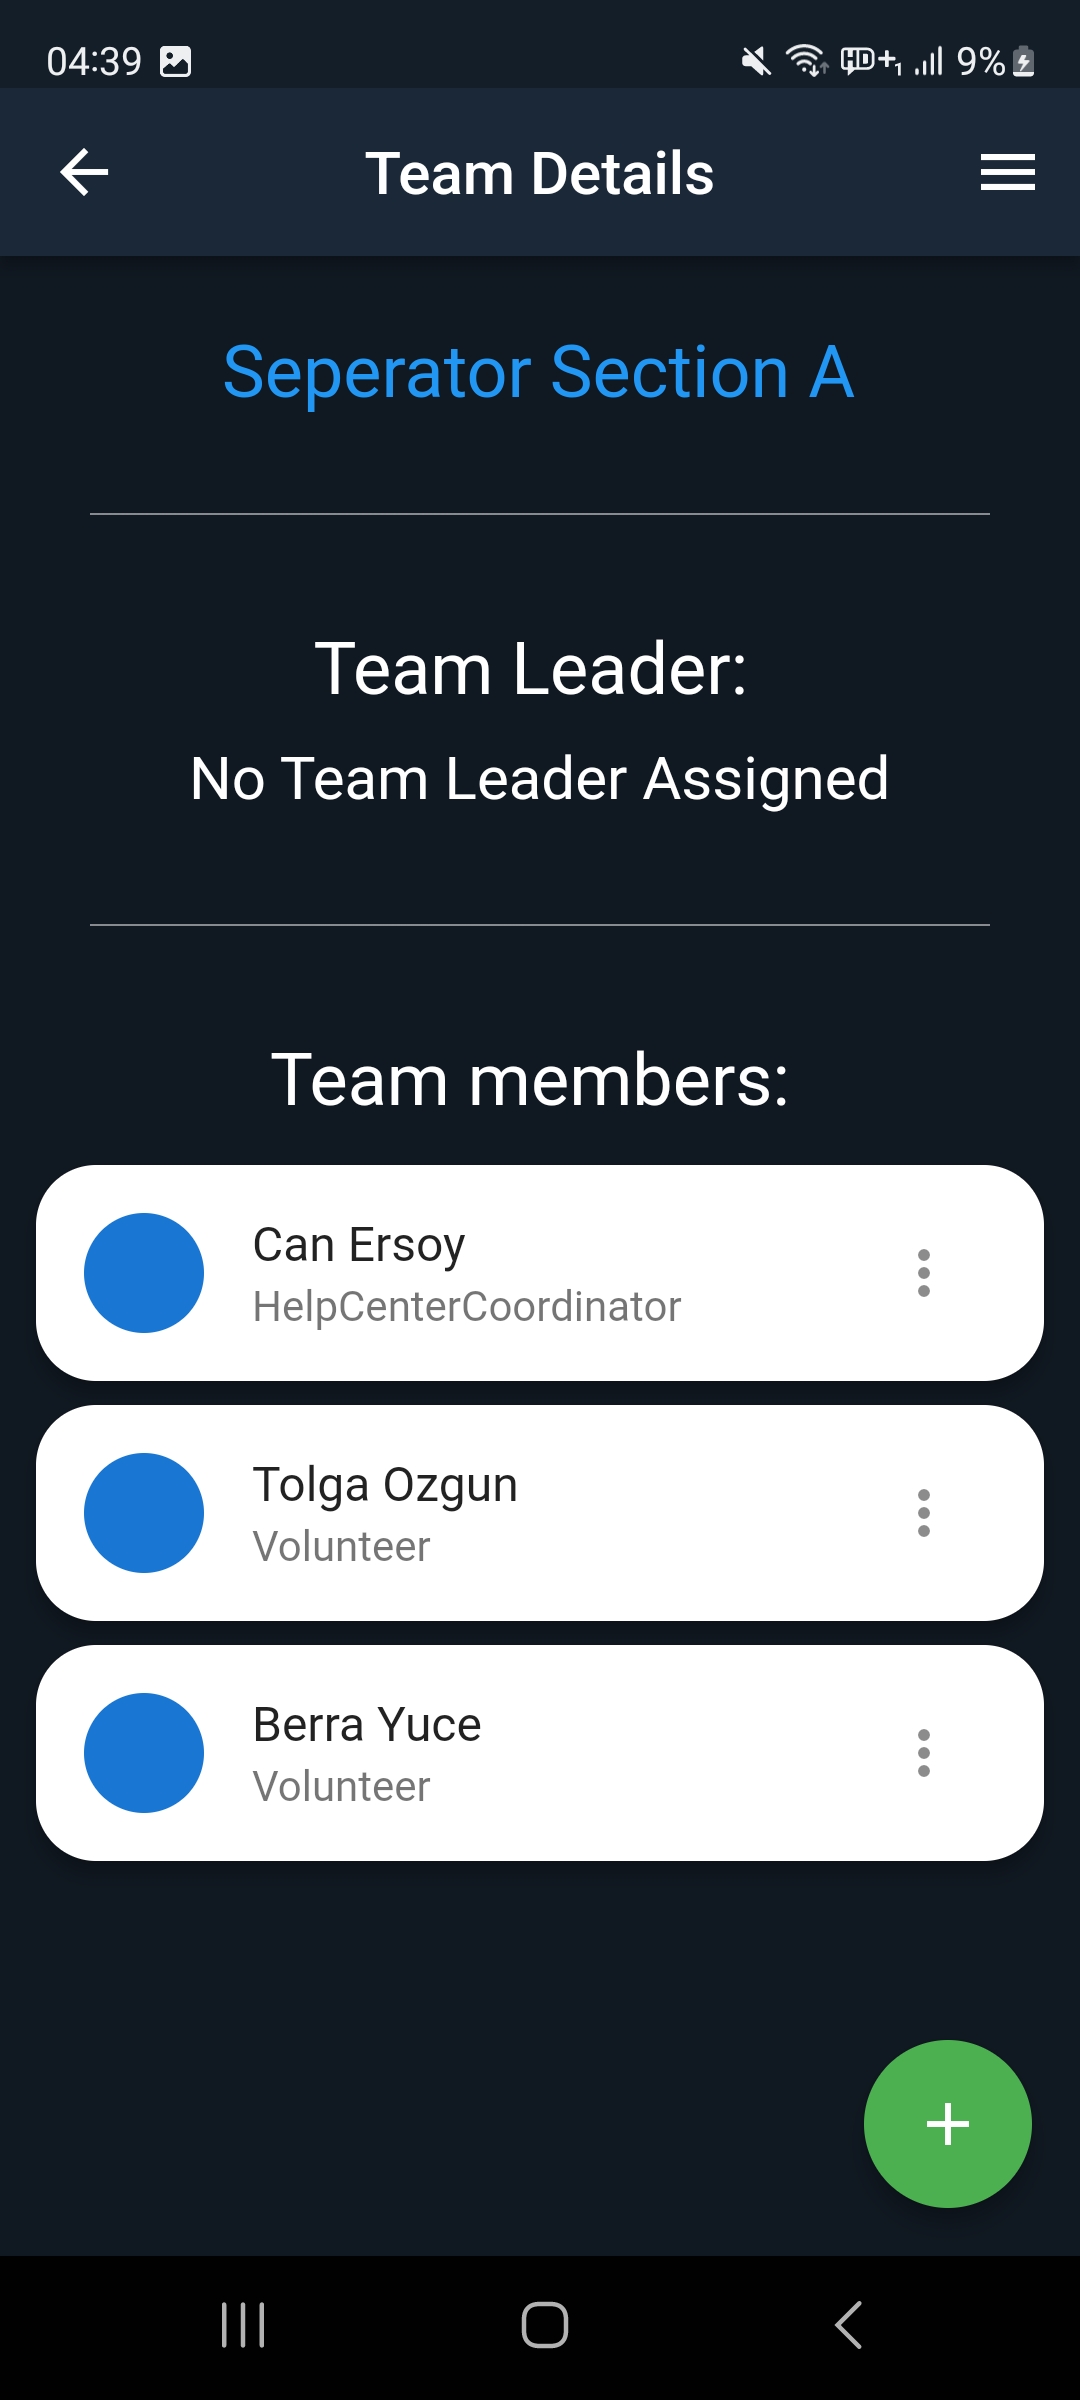 04:39
9%
Team Details
Seperator Section A
Team Leader:
No Team Leader Assigned
Team members:
Can Ersoy
HelpCenterCoordinator
Tolga Ozgun
Volunteer
Berra Yuce
Volunteer